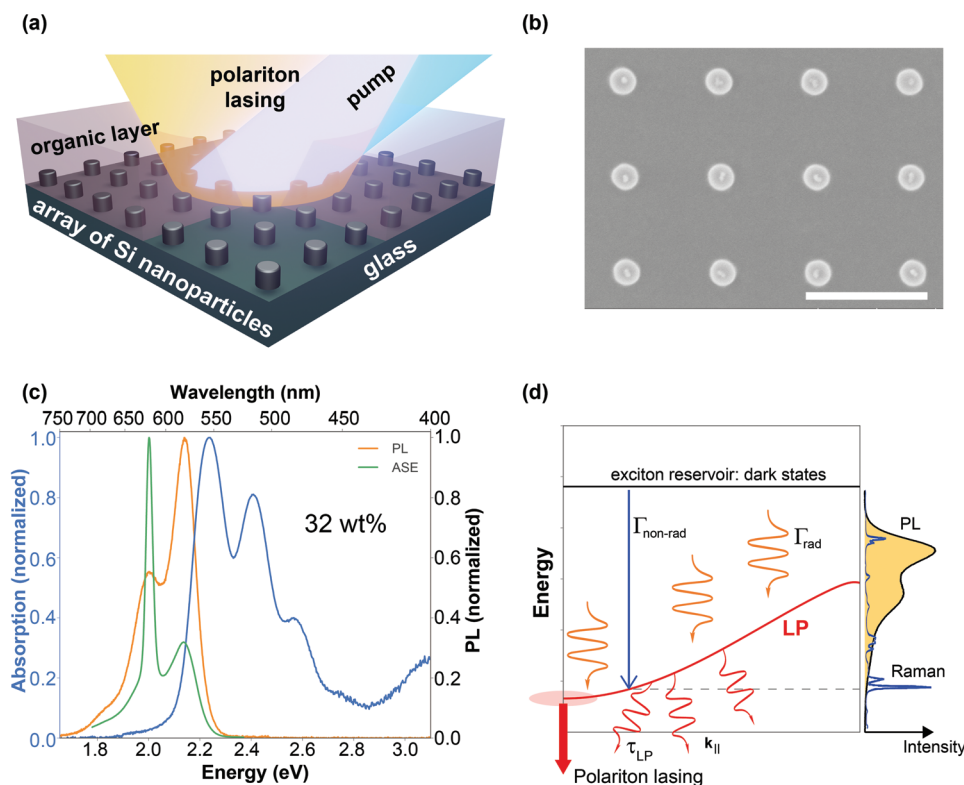 (a)
polariton
lasing
pump
organic layer
array of Si nanoparticles
glass
(b)
(c)
Wavelength (nm)
750 700 650 600 550 500 450 400
Absorption (normalized)
1.0
0.8
0.6
0.4
0.2
0.0
PL
ASE
32 wt%
1.0
0.8
0.6
0.4
0.2
0.0
PL (normalized)
1.8 2.0 2.2 2.4 2.6 2.8 3.0
Energy (eV)
(d)
exciton reservoir: dark states
Γnon-rad
Γrad
Energy
LP
τLP
k||
Polariton lasing
PL
Raman
Intensity